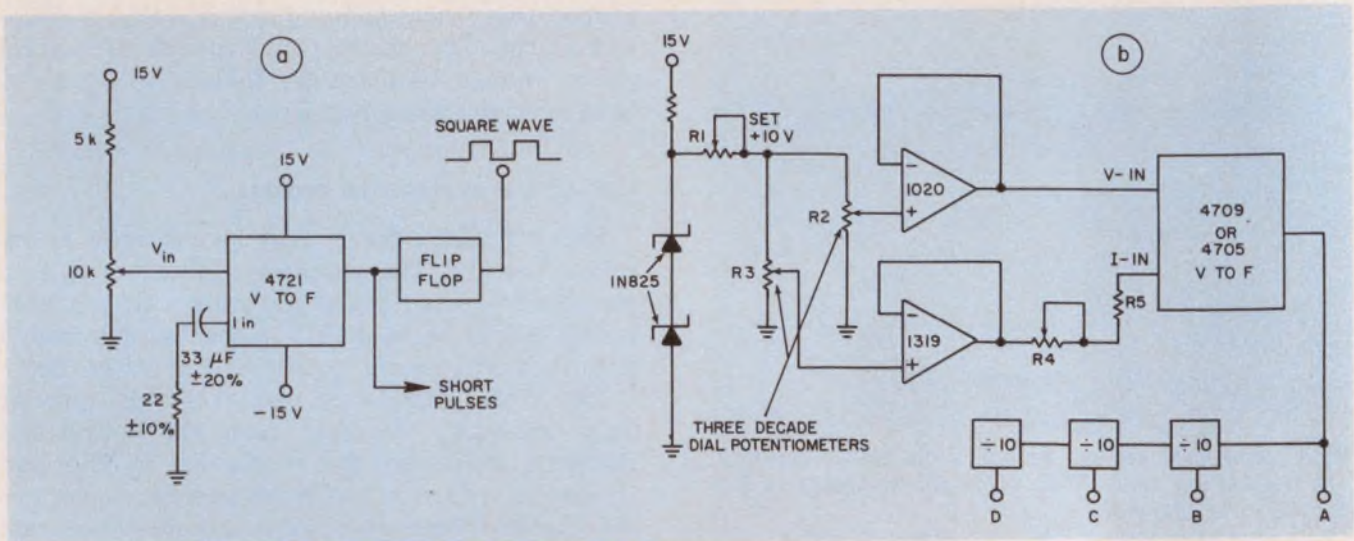 a
15 V
5 k
10 k
V in
15 V
4721
V TO F
I in
33 μF
±20%
22
±10%
-15 V
FLIP
FLOP
SQUARE WAVE
SHORT
PULSES
b
15 V
R1
SET
+10 V
IN825
R2
R3
THREE DECADE
DIAL POTENTIOMETERS
-
1020
+
-
1319
+
R4
R5
V- IN
I- IN
4709
OR
4705
V TO F
÷10
÷10
÷10
D
C
B
A